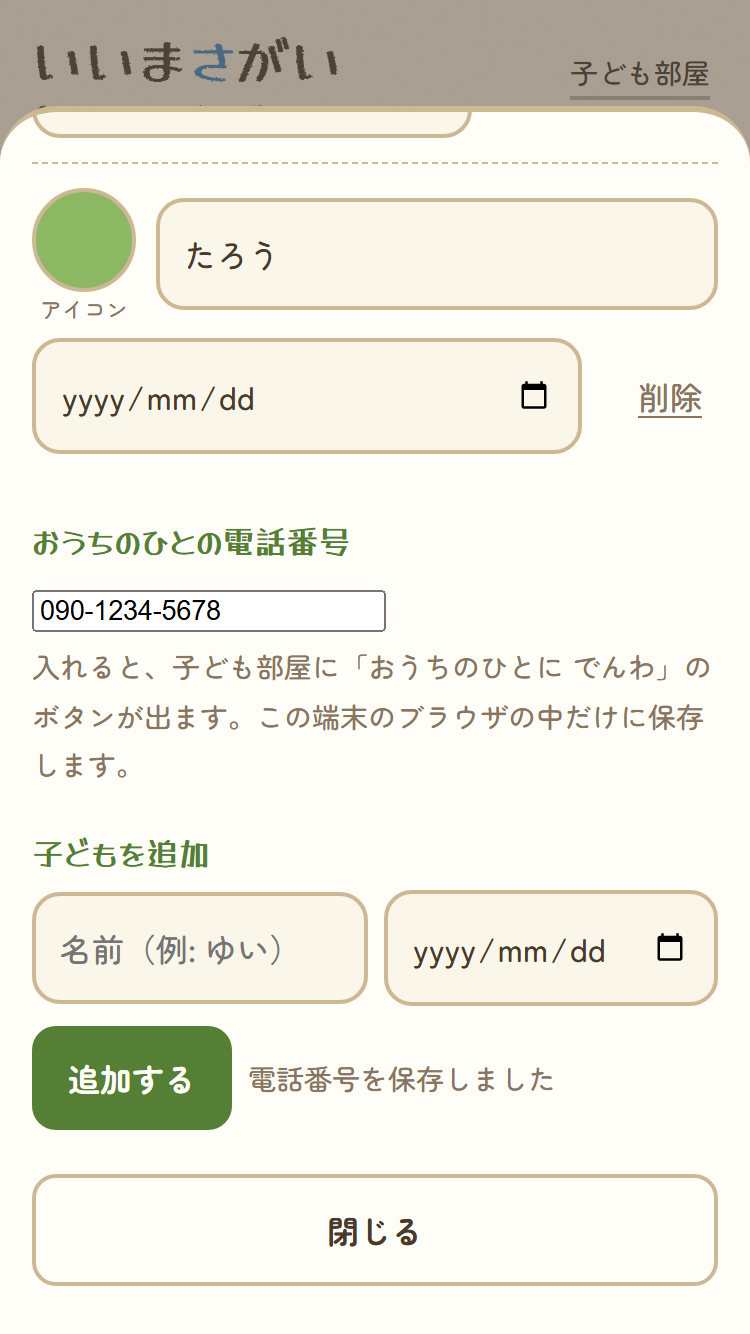 いいまさがい
子ども部屋
たろう
アイコン
yyyy/mm/dd
削除
おうちのひとの電話番号
090-1234-5678
入れると、子ども部屋に「おうちのひとに でんわ」の
ボタンが出ます。この端末のブラウザの中だけに保存
します。
子どもを追加
名前（例: ゆい）
yyyy/mm/dd
追加する
電話番号を保存しました
閉じる